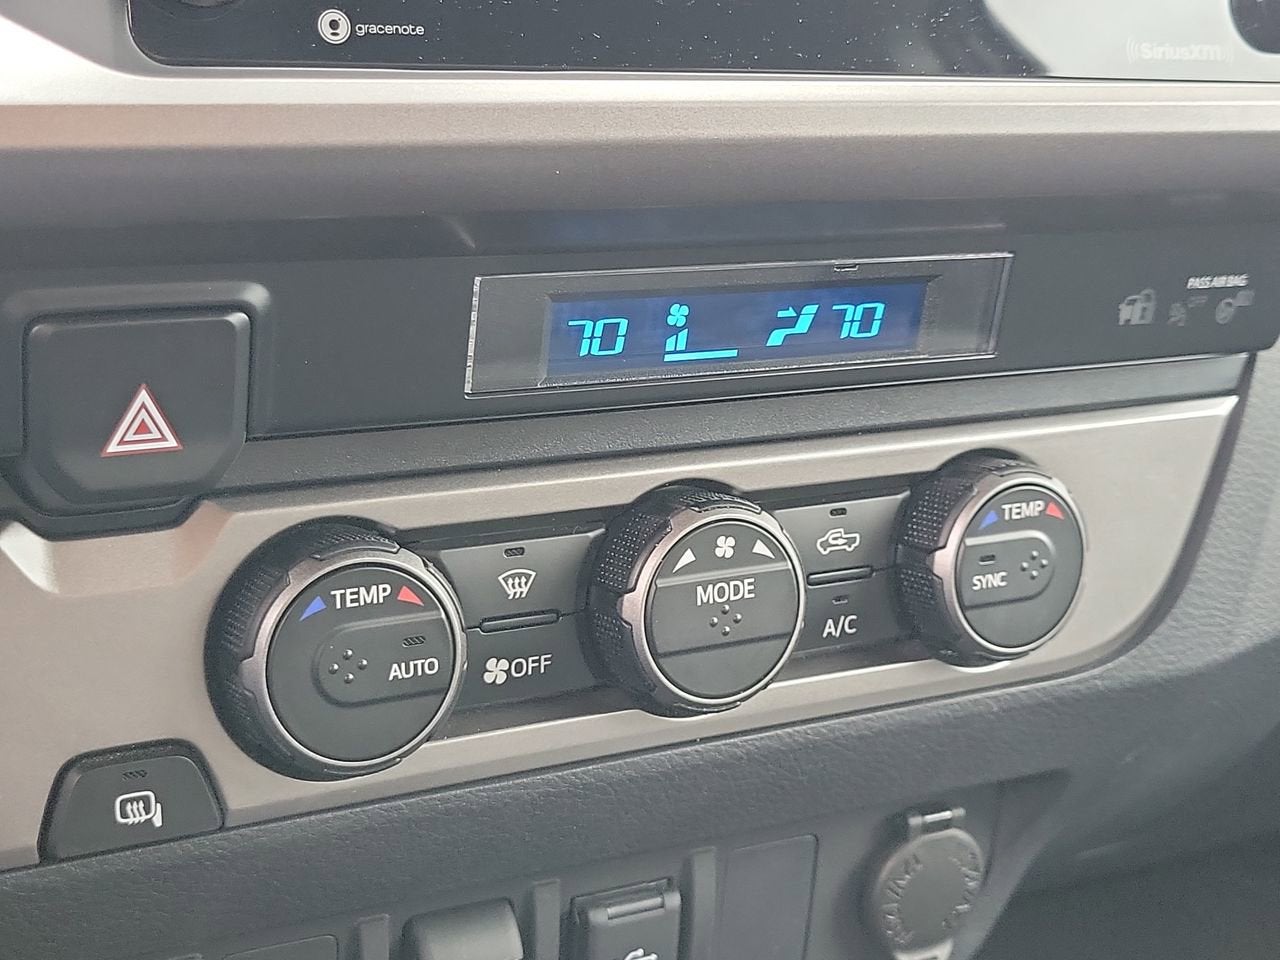 gracenote
SiriusXM
PASS AIR BAG
70 70
TEMP
AUTO
OFF
MODE
A/C
TEMP
SYNC